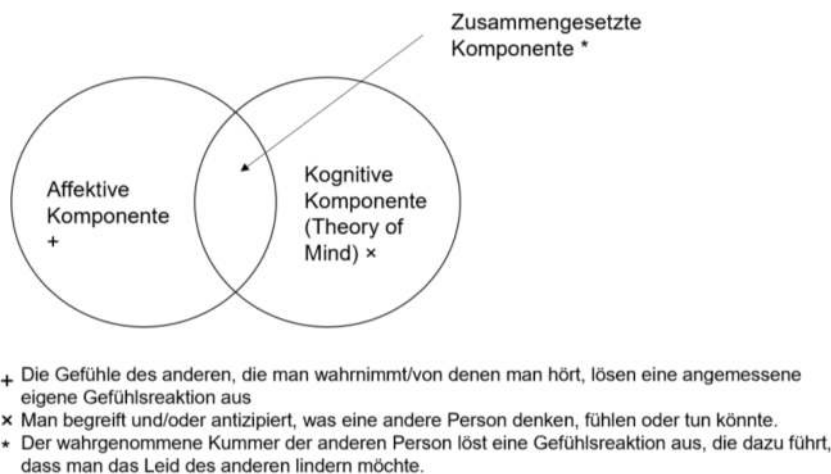 Zusammengesetzte
Komponente *
Affektive
Komponente
+
Kognitive
Komponente
(Theory of
Mind) ×
+ Die Gefühle des anderen, die man wahrnimmt/von denen man hört, lösen eine angemessene
eigene Gefühlsreaktion aus
× Man begreift und/oder antizipiert, was eine andere Person denken, fühlen oder tun könnte.
* Der wahrgenommene Kummer der anderen Person löst eine Gefühlsreaktion aus, die dazu führt,
dass man das Leid des anderen lindern möchte.